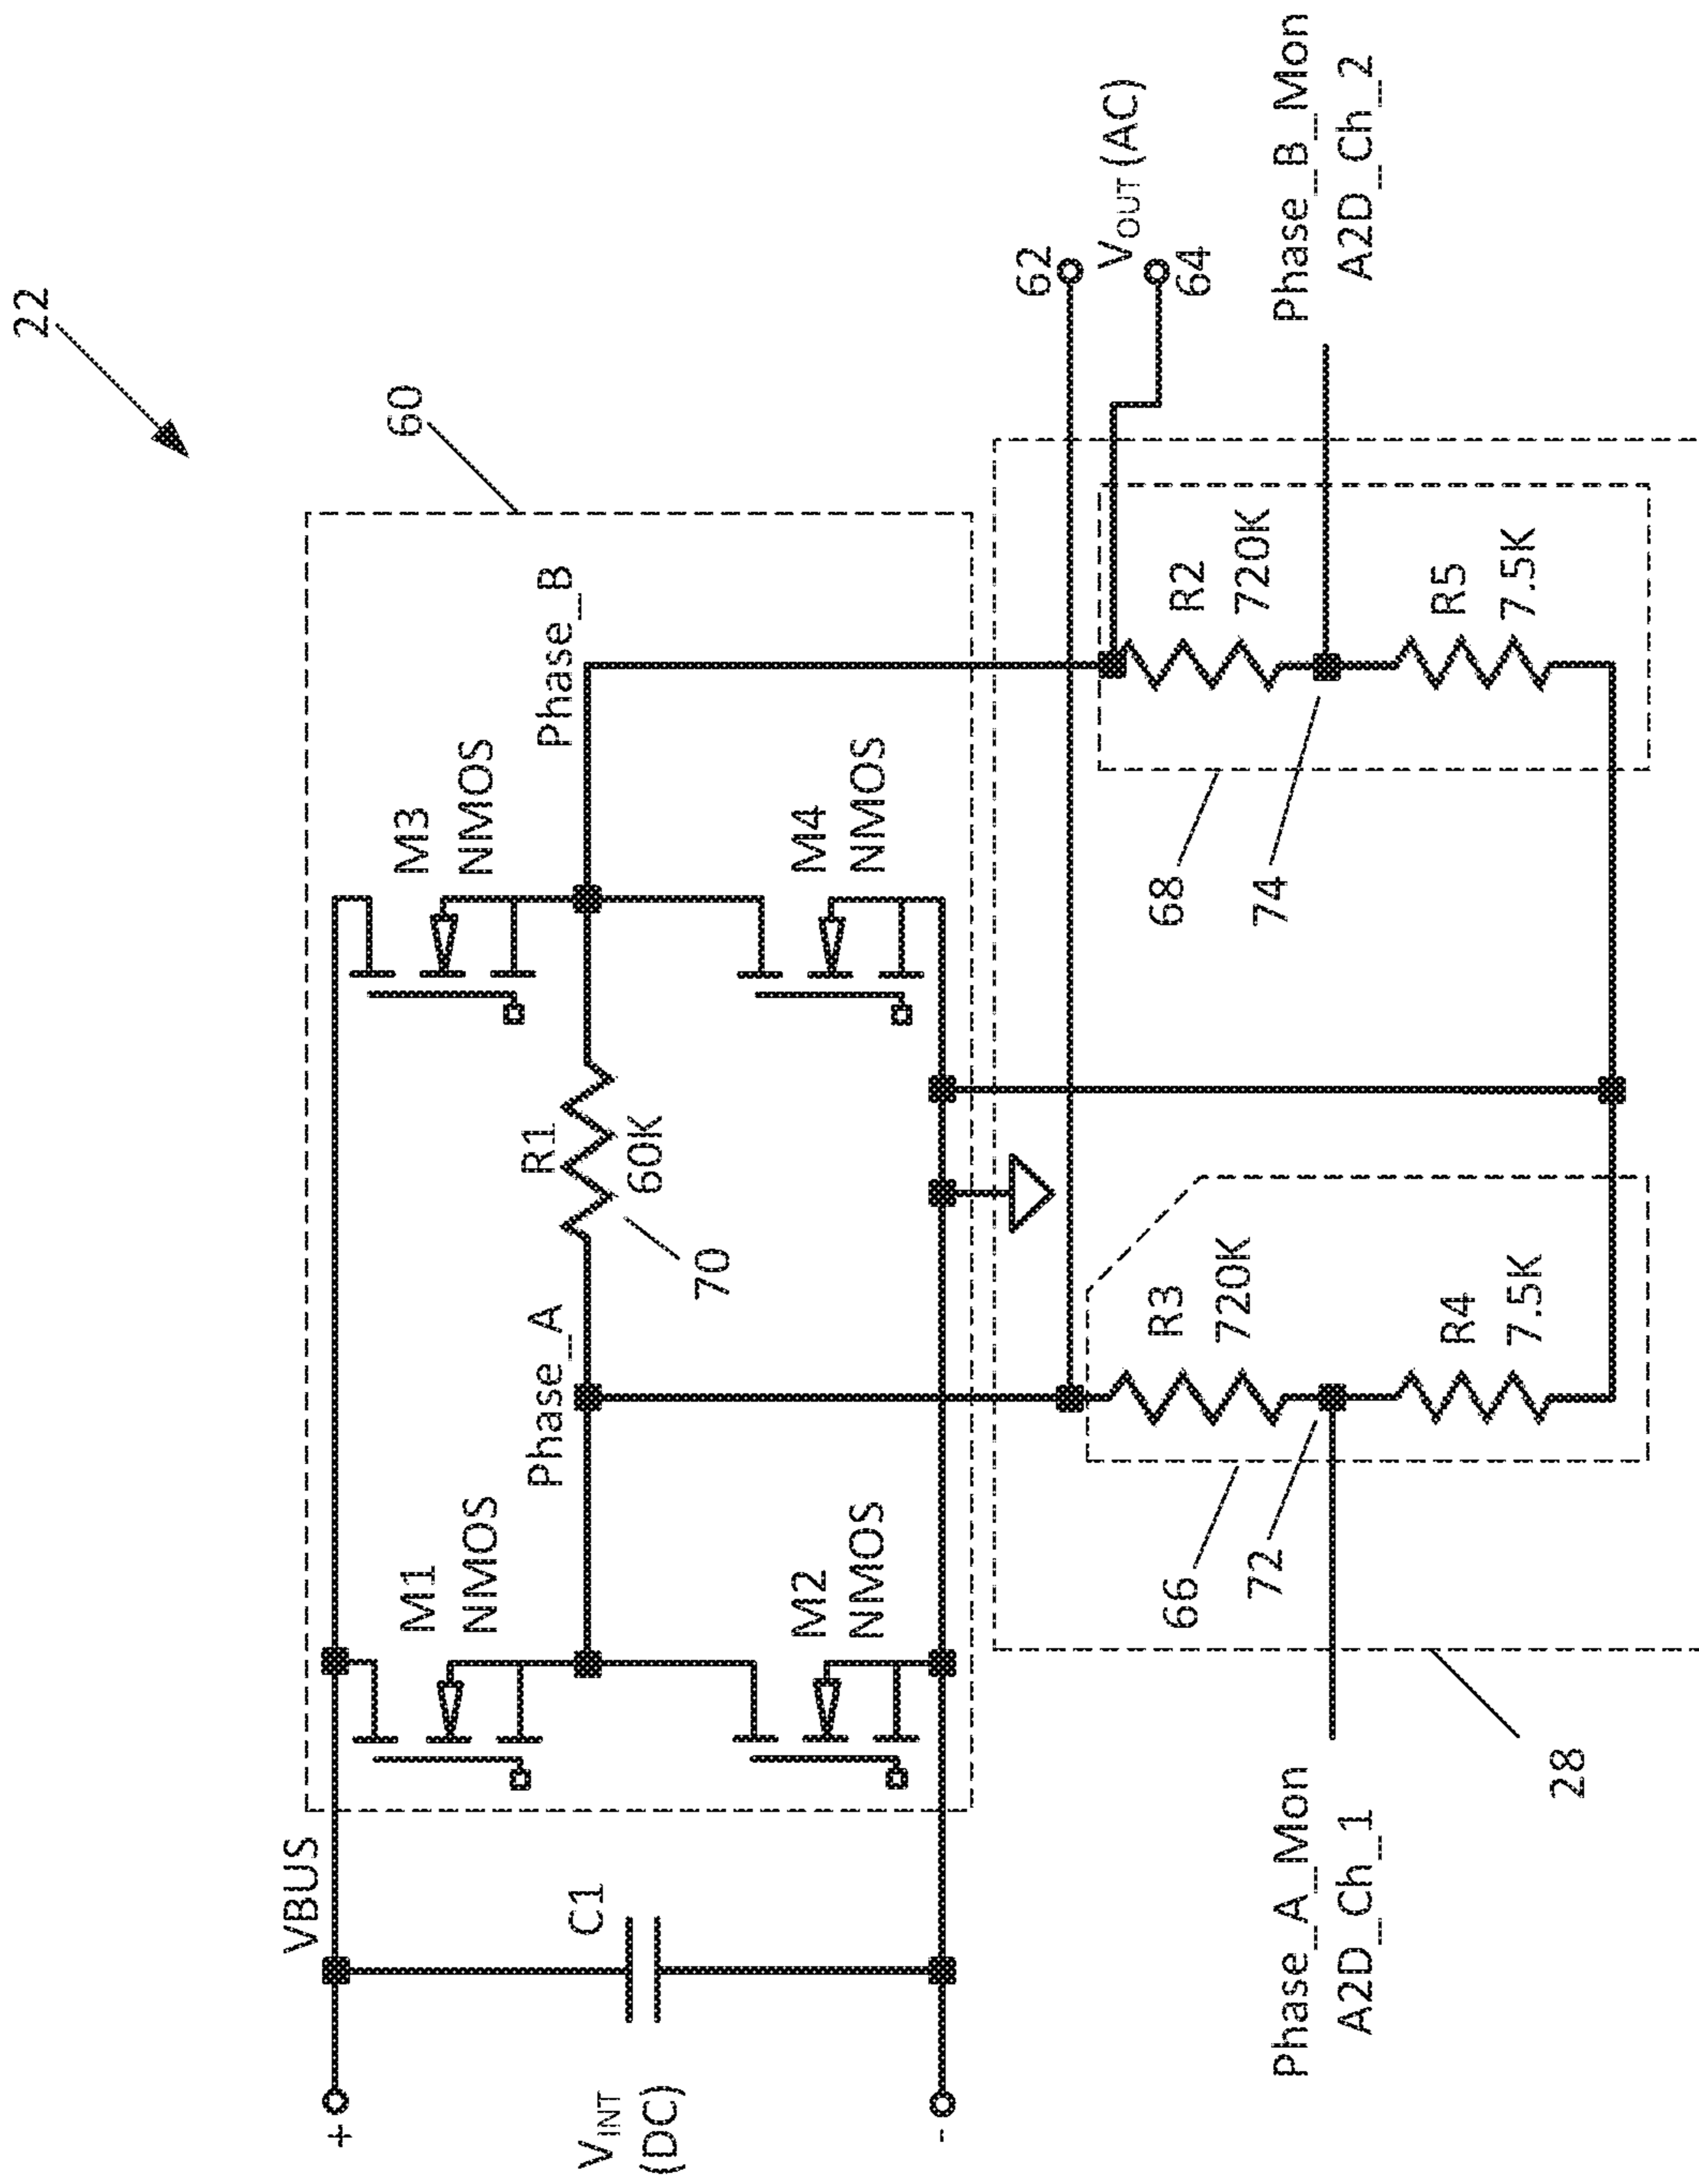 22
60
VBUS
+
-
V_INT
(DC)
C1
M1
NMOS
M3
NMOS
Phase_A
Phase_B
R1
60K
70
M2
NMOS
M4
NMOS
62
V_OUT (AC)
64
66
R3
720K
68
R2
720K
72
74
Phase_A_Mon
A2D_Ch_1
Phase_B_Mon
A2D_Ch_2
R4
7.5K
R5
7.5K
28